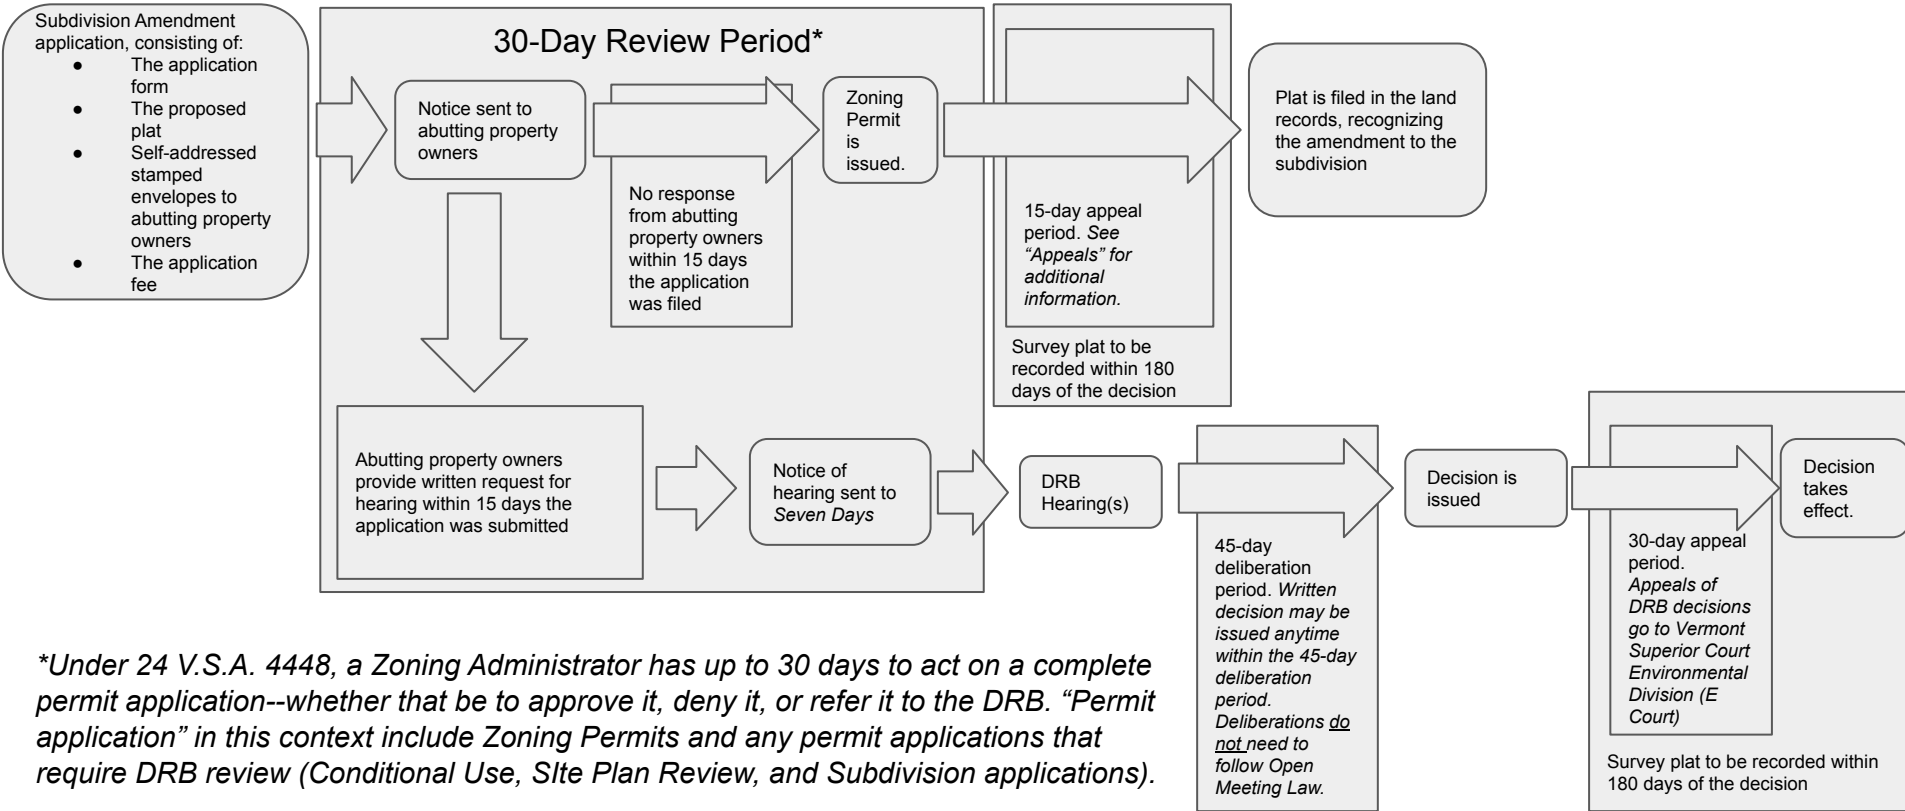 Subdivision Amendment
application, consisting of:
● The application
form
● The proposed
plat
● Self-addressed
stamped
envelopes to
abutting property
owners
● The application
fee
30-Day Review Period*
Notice sent to
abutting property
owners
No response
from abutting
property owners
within 15 days
the application
was filed
Zoning
Permit
is
issued.
15-day appeal
period. See
“Appeals” for
additional
information.
Survey plat to be
recorded within 180
days of the decision
Plat is filed in the land
records, recognizing
the amendment to the
subdivision
Abutting property owners
provide written request for
hearing within 15 days the
application was submitted
Notice of
hearing sent to
Seven Days
DRB
Hearing(s)
45-day
deliberation
period. Written
decision may be
issued anytime
within the 45-day
deliberation
period.
Deliberations do
not need to
follow Open
Meeting Law.
Decision is
issued
30-day appeal
period.
Appeals of
DRB decisions
go to Vermont
Superior Court
Environmental
Division (E
Court)
Survey plat to be recorded within
180 days of the decision
Decision
takes
effect.
*Under 24 V.S.A. 4448, a Zoning Administrator has up to 30 days to act on a complete
permit application--whether that be to approve it, deny it, or refer it to the DRB. “Permit
application” in this context include Zoning Permits and any permit applications that
require DRB review (Conditional Use, SIte Plan Review, and Subdivision applications).